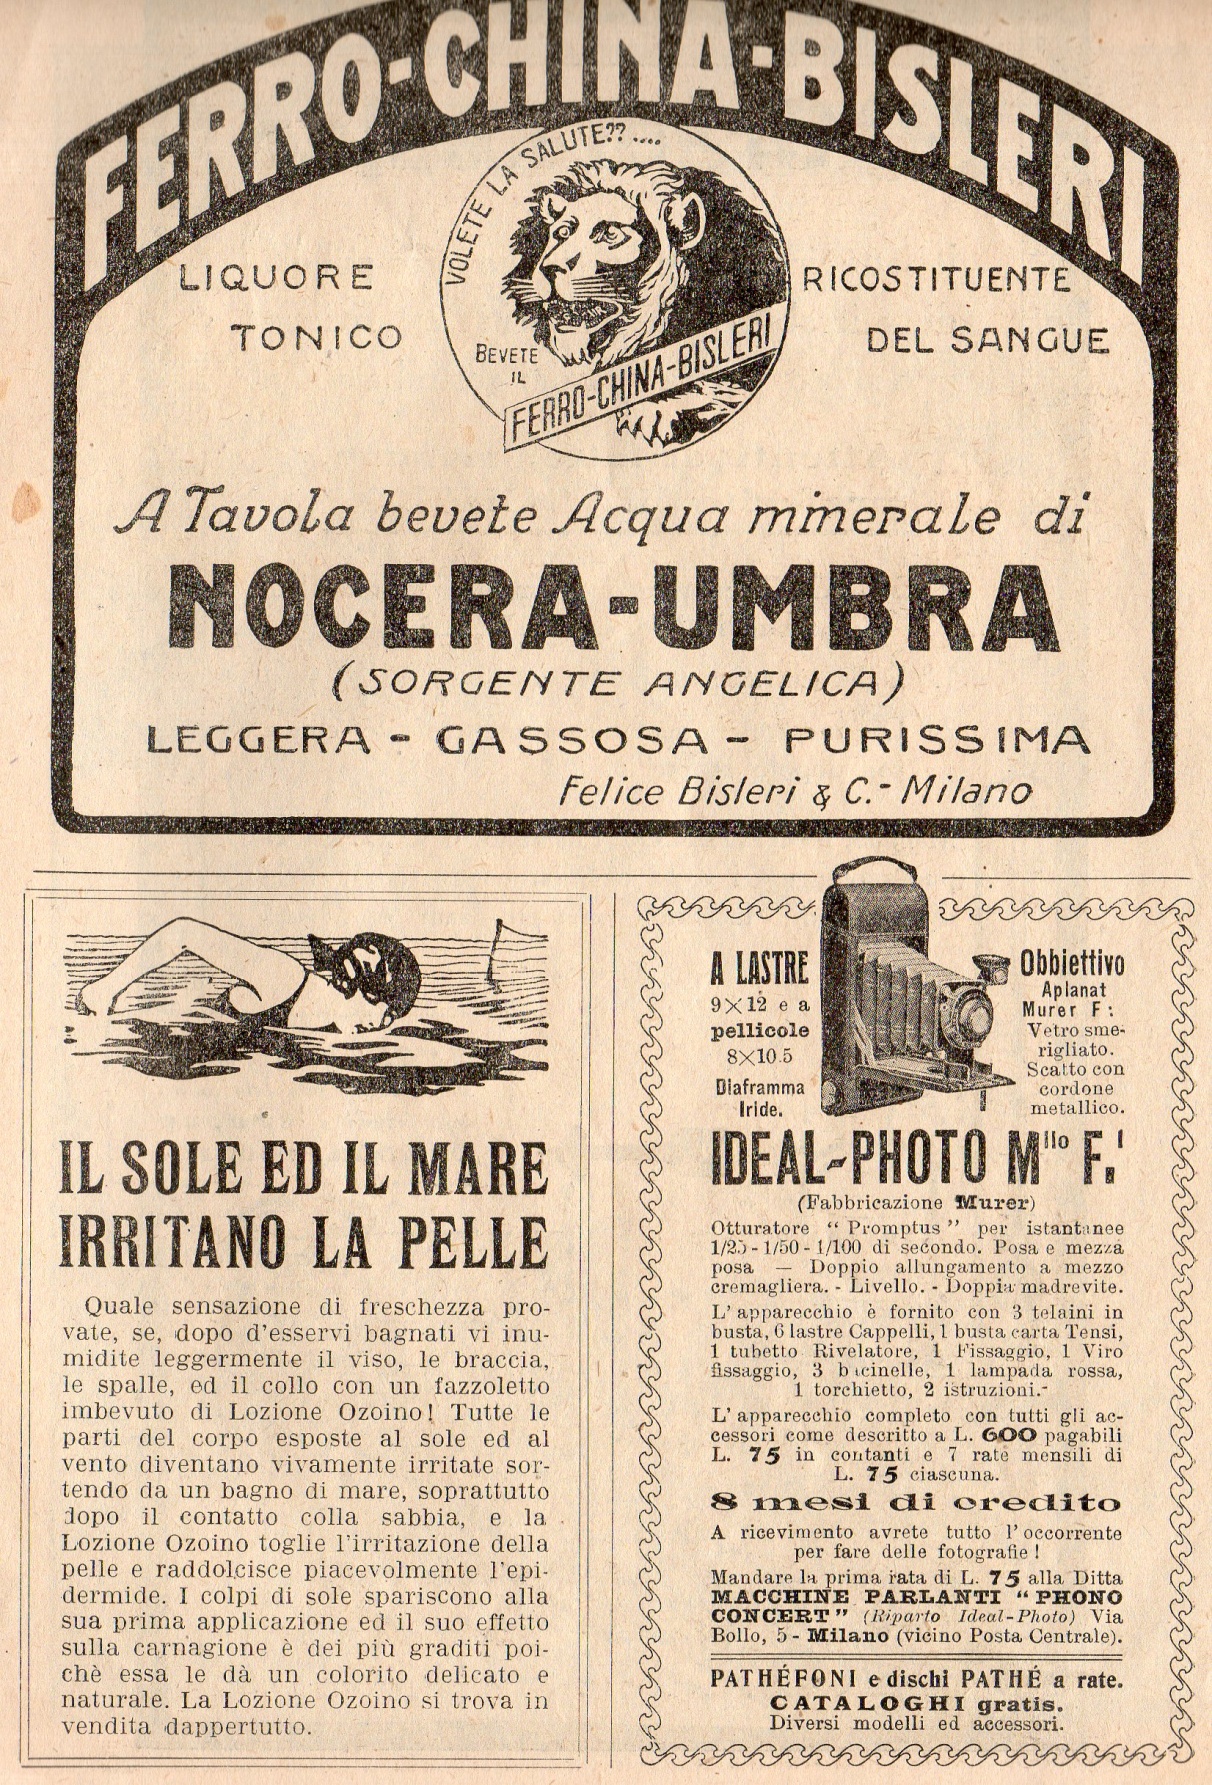 FERRO-CHINA-BISLERI
VOLETE LA SALUTE??....
LIQUORE
TONICO
RICOSTITUENTE
DEL SANGUE
BEVETE
IL
FERRO-CHINA-BISLERI
A Tavola bevete Acqua minerale di
NOCERA-UMBRA
(SORGENTE ANGELICA)
LEGGERA - GASSOSA - PURISSIMA
Felice Bisleri & C.- Milano
IL SOLE ED IL MARE
IRRITANO LA PELLE
Quale sensazione di freschezza pro-
vate, se, dopo d'esservi bagnati vi inu-
midite leggermente il viso, le braccia,
le spalle, ed il collo con un fazzoletto
imbevuto di Lozione Ozoino! Tutte le
parti del corpo esposte al sole ed al
vento diventano vivamente irritate sor-
tendo da un bagno di mare, soprattutto
dopo il contatto colla sabbia, e la
Lozione Ozoino toglie l'irritazione della
pelle e raddolcisce piacevolmente l'epi-
dermide. I colpi di sole spariscono alla
sua prima applicazione ed il suo effetto
sulla carnagione è dei più graditi poi-
chè essa le dà un colorito delicato e
naturale. La Lozione Ozoino si trova in
vendita dappertutto.
A LASTRE
9×12 e a
pellicole
8×10.5
Diaframma
Iride.
Obbiettivo
Aplanat
Murer F:
Vetro sme-
rigliato.
Scatto con
cordone
metallico.
IDEAL-PHOTO Mllo F.1
(Fabbricazione Murer)
Otturatore “ Promptus ” per istantanee
1/25 - 1/50 - 1/100 di secondo. Posa e mezza
posa — Doppio allungamento a mezzo
cremagliera. - Livello. - Doppia madrevite.
L' apparecchio è fornito con 3 telaini in
busta, 6 lastre Cappelli, 1 busta carta Tensi,
1 tubetto Rivelatore, 1 Fissaggio, 1 Viro
fissaggio, 3 bacinelle, 1 lampada rossa,
1 torchietto, 2 istruzioni.-
L' apparecchio completo con tutti gli ac-
cessori come descritto a L. 600 pagabili
L. 75 in contanti e 7 rate mensili di
L. 75 ciascuna.
8 mesi di credito
A ricevimento avrete tutto l' occorrente
per fare delle fotografie !
Mandare la prima rata di L. 75 alla Ditta
MACCHINE PARLANTI “ PHONO
CONCERT ” (Riparto Ideal-Photo) Via
Bollo, 5 - Milano (vicino Posta Centrale).
PATHÉFONI e dischi PATHÉ a rate.
CATALOGHI gratis.
Diversi modelli ed accessori.